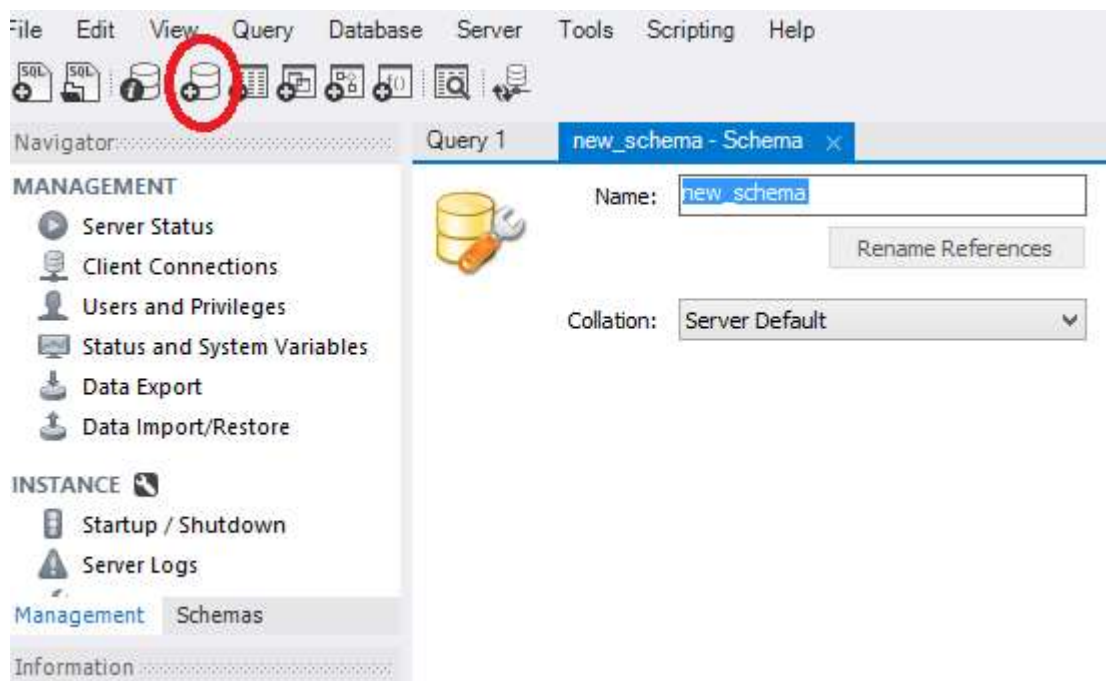 File Edit View Query Database Server Tools Scripting Help
SQL SQL
Navigator
MANAGEMENT
Server Status
Client Connections
Users and Privileges
Status and System Variables
Data Export
Data Import/Restore
INSTANCE
Startup / Shutdown
Server Logs
Management Schemas
Information
Query 1 new_schema - Schema
Name: new_schema
Rename References
Collation: Server Default